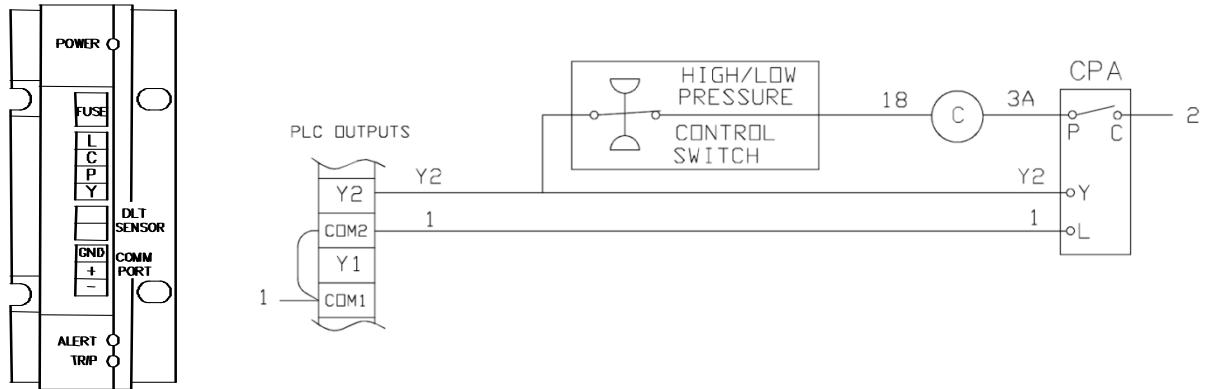 POWER
FUSE
L
C
P
Y
DLT
SENSOR
GND
+
-
COMM
PORT
ALERT
TRIP
PLC OUTPUTS
Y2
COM2
Y1
COM1
1
Y2
1
HIGH/LOW
PRESSURE
CONTROL
SWITCH
18
C
3A
CPA
P C
2
Y2
Y
1
L